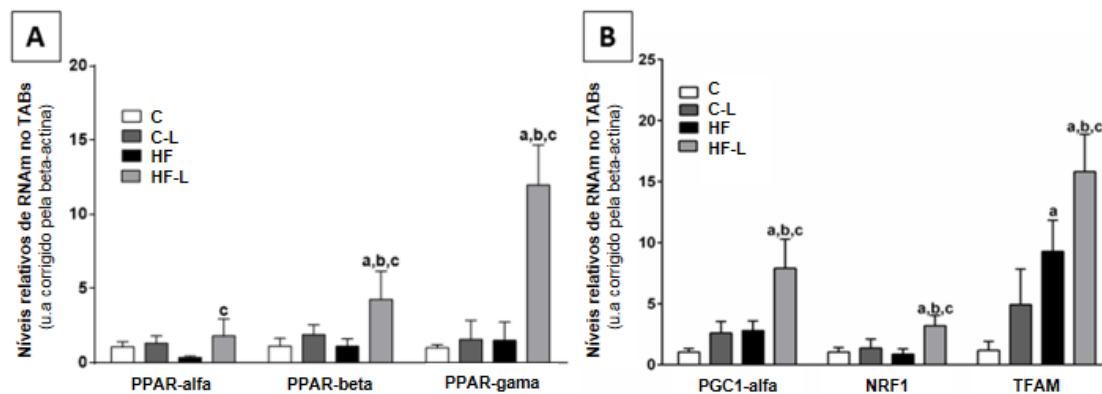 A
Níveis relativos de RNAm no TABs
(u.a corrigido pela beta-actina)
20
15
10
5
0
C
C-L
HF
HF-L
c
a,b,c
a,b,c
PPAR-alfa
PPAR-beta
PPAR-gama
B
Níveis relativos de RNAm no TABs
(u.a corrigido pela beta-actina)
25
20
15
10
5
0
C
C-L
HF
HF-L
a,b,c
a,b,c
a
a,b,c
PGC1-alfa
NRF1
TFAM